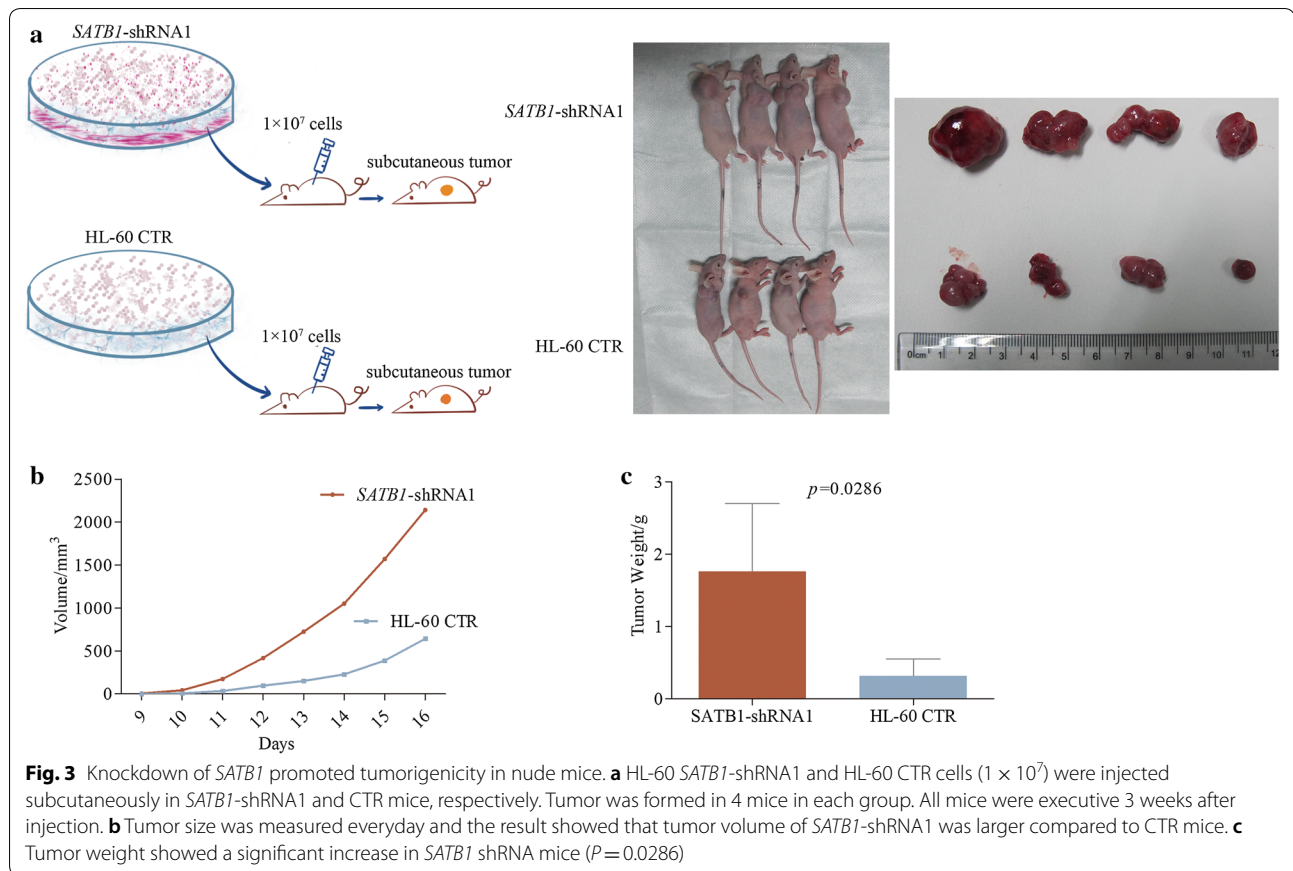 a
SATB1-shRNA1
1×10⁷ cells
subcutaneous tumor
HL-60 CTR
1×10⁷ cells
subcutaneous tumor
SATB1-shRNA1
HL-60 CTR
0cm 1 2 3 4 5 6 7 8 9 10 11 12
b
2500
2000
1500
1000
500
0
Volume/mm³
SATB1-shRNA1
HL-60 CTR
9 10 11 12 13 14 15 16
Days
c
3
2
1
0
Tumor Weight/g
p=0.0286
SATB1-shRNA1 HL-60 CTR
Fig. 3 Knockdown of SATB1 promoted tumorigenicity in nude mice. a HL-60 SATB1-shRNA1 and HL-60 CTR cells (1 × 10⁷) were injected
subcutaneously in SATB1-shRNA1 and CTR mice, respectively. Tumor was formed in 4 mice in each group. All mice were executive 3 weeks after
injection. b Tumor size was measured everyday and the result showed that tumor volume of SATB1-shRNA1 was larger compared to CTR mice. c
Tumor weight showed a significant increase in SATB1 shRNA mice (P = 0.0286)